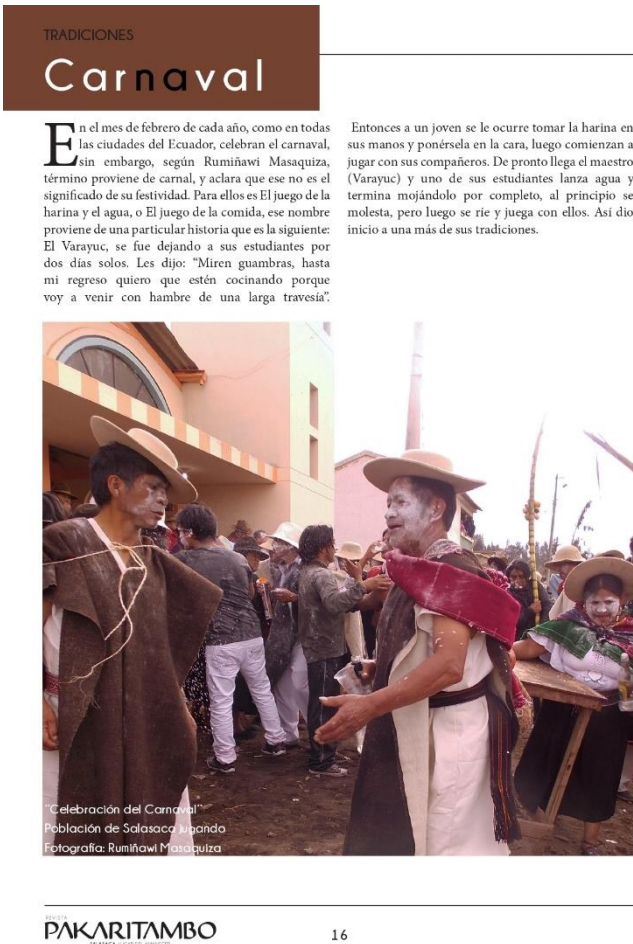 TRADICIONES
Carnaval
En el mes de febrero de cada año, como en todas
las ciudades del Ecuador, celebran el carnaval,
sin embargo, según Rumiñawi Masaquiza,
término proviene de carnal, y aclara que ese no es el
significado de su festividad. Para ellos es El juego de la
harina y el agua, o El juego de la comida, ese nombre
proviene de una particular historia que es la siguiente:
El Varayuc, se fue dejando a sus estudiantes por
dos días solos. Les dijo: “Miren guambras, hasta
mi regreso quiero que estén cocinando porque
voy a venir con hambre de una larga travesía”.
Entonces a un joven se le ocurre tomar la harina en
sus manos y ponérsela en la cara, luego comienzan a
jugar con sus compañeros. De pronto llega el maestro
(Varayuc) y uno de sus estudiantes lanza agua y
termina mojándolo por completo, al principio se
molesta, pero luego se ríe y juega con ellos. Así dio
inicio a una más de sus tradiciones.
"Celebración del Carnaval"
Población de Salasaca jugando
Fotografía: Rumiñawi Masaquiza
REVISTA
PAKARITAMBO
16